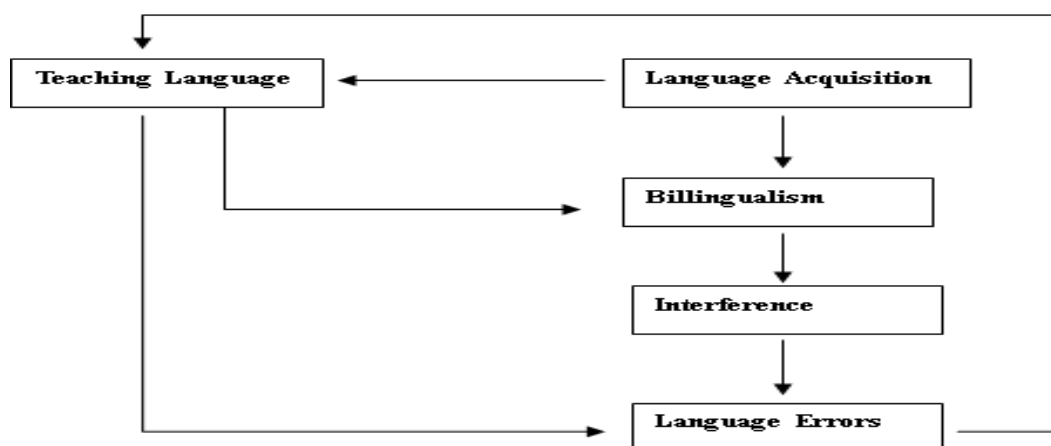 Teaching Language
Language Acquisition
Billingualism
Interference
Language Errors